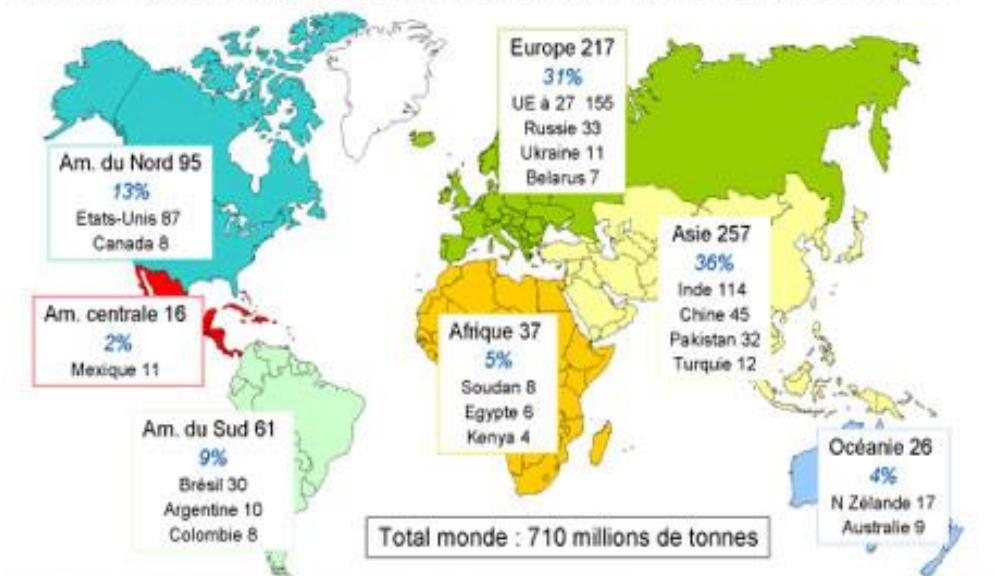 Europe 217
31%
UE à 27 155
Russie 33
Ukraine 11
Belarus 7
Am. du Nord 95
13%
Etats-Unis 87
Canada 8
Asie 257
36%
Inde 114
Chine 45
Pakistan 32
Turquie 12
Am. centrale 16
2%
Mexique 11
Afrique 37
5%
Soudan 8
Egypte 6
Kenya 4
Am. du Sud 61
9%
Brésil 30
Argentine 10
Colombie 8
Océanie 26
4%
N Zélande 17
Australie 9
Total monde : 710 millions de tonnes